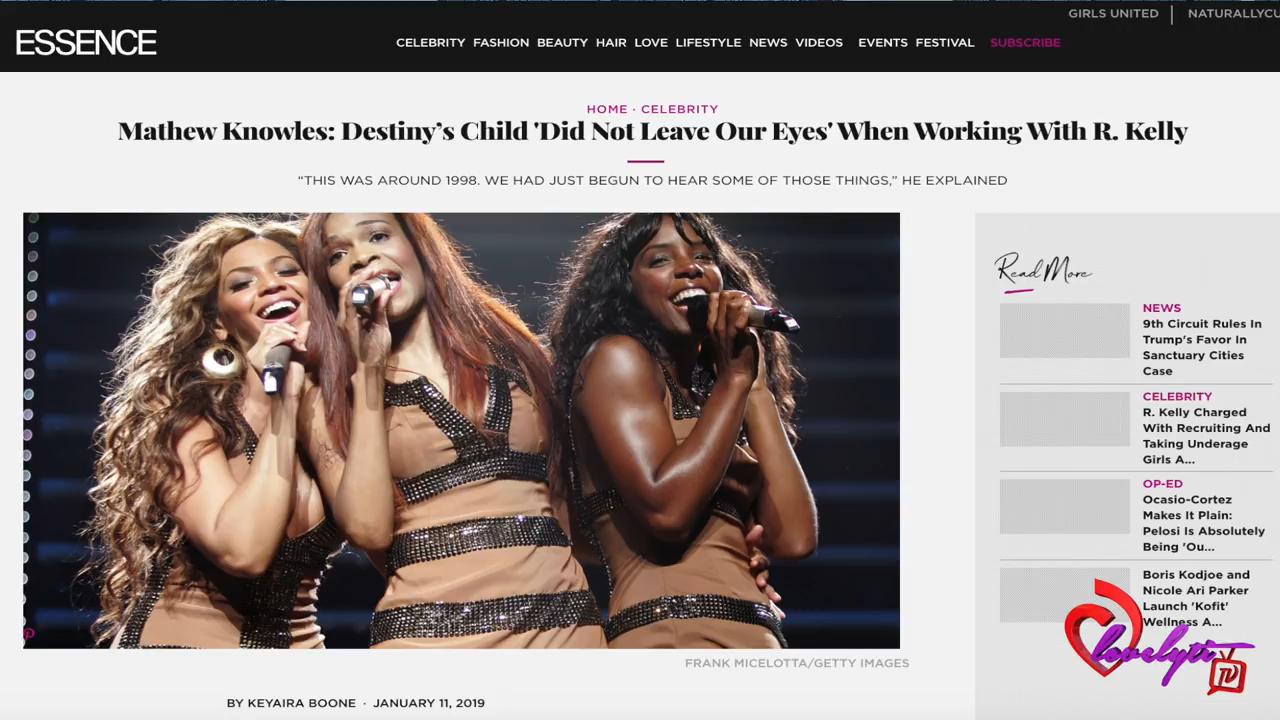 GIRLS UNITED
NATURALLYCU
ESSENCE
CELEBRITY FASHION BEAUTY HAIR LOVE LIFESTYLE NEWS VIDEOS EVENTS FESTIVAL SUBSCRIBE
HOME · CELEBRITY
Mathew Knowles: Destiny’s Child 'Did Not Leave Our Eyes' When Working With R. Kelly
“THIS WAS AROUND 1998. WE HAD JUST BEGUN TO HEAR SOME OF THOSE THINGS,” HE EXPLAINED
Read More
NEWS
9th Circuit Rules In
Trump's Favor In
Sanctuary Cities
Case
CELEBRITY
R. Kelly Charged
With Recruiting And
Taking Underage
Girls A...
OP-ED
Ocasio-Cortez
Makes It Plain:
Pelosi Is Absolutely
Being 'Ou...
Boris Kodjoe and
Nicole Ari Parker
Launch 'Kofit'
Wellness A...
lovelyti
TV
FRANK MICELOTTA/GETTY IMAGES
BY KEYAIRA BOONE · JANUARY 11, 2019